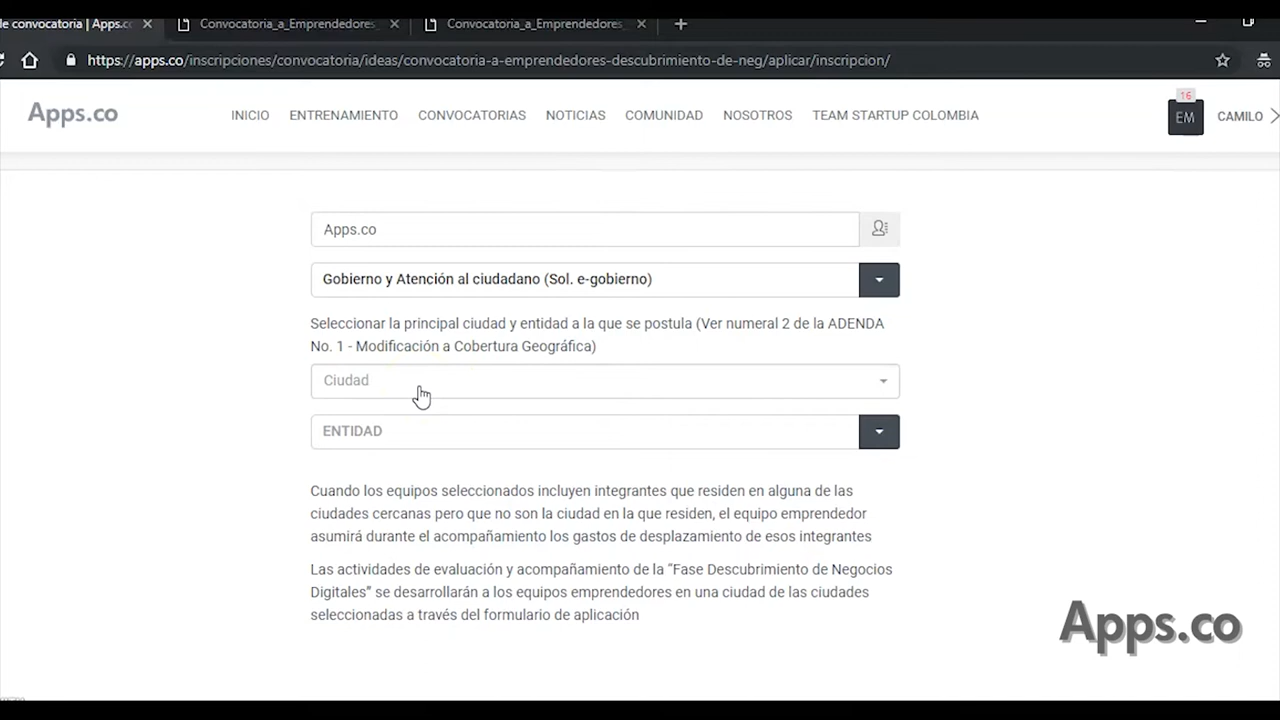 le convocatoria | Apps.co
Convocatoria_a_Emprendedores_
Convocatoria_a_Emprendedores_
https://apps.co/inscripciones/convocatoria/ideas/convocatoria-a-emprendedores-descubrimiento-de-neg/aplicar/inscripcion/
Apps.co
INICIO
ENTRENAMIENTO
CONVOCATORIAS
NOTICIAS
COMUNIDAD
NOSOTROS
TEAM STARTUP COLOMBIA
16
EM
CAMILO
Apps.co
Gobierno y Atención al ciudadano (Sol. e-gobierno)
Seleccionar la principal ciudad y entidad a la que se postula (Ver numeral 2 de la ADENDA
No. 1 - Modificación a Cobertura Geográfica)
Ciudad
ENTIDAD
Cuando los equipos seleccionados incluyen integrantes que residen en alguna de las
ciudades cercanas pero que no son la ciudad en la que residen, el equipo emprendedor
asumirá durante el acompañamiento los gastos de desplazamiento de esos integrantes
Las actividades de evaluación y acompañamiento de la “Fase Descubrimiento de Negocios
Digitales” se desarrollarán a los equipos emprendedores en una ciudad de las ciudades
seleccionadas a través del formulario de aplicación
Apps.co